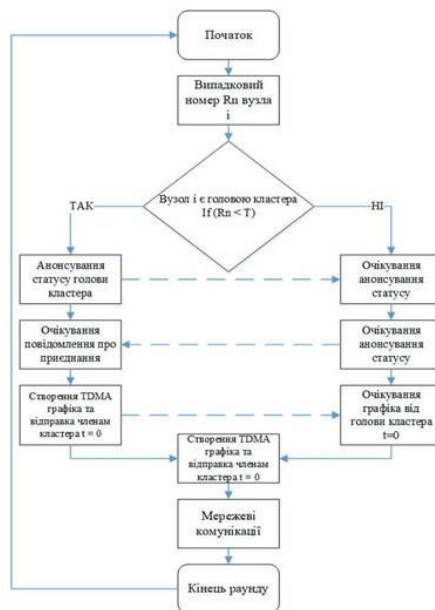 Початок
Випадковий
номер Rn вузла
і
Вузол і є головою кластера
If (Rn < T)
ТАК
НІ
Анонсування
статусу голови
кластера
Очікування
анонсування
статусу
Очікування
повідомлення про
приєднання
Очікування
анонсування
статусу
Створення TDMA
графіка та
відправка членам
кластера t = 0
Очікування
графіка від
голови кластера
t=0
Створення TDMA
графіка та
відправка членам
кластера t = 0
Мережеві
комунікації
Кінець раунду